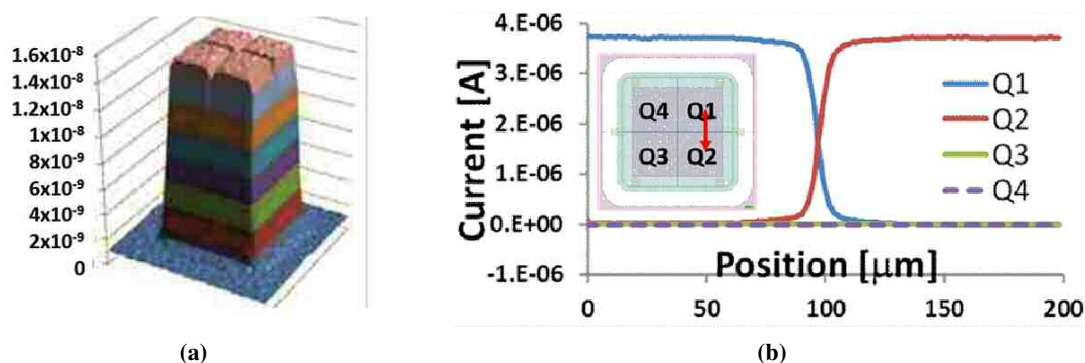 1.6x10-8
1.4x10-8
1.2x10-8
1x10-8
8x10-9
6x10-9
4x10-9
2x10-9
0
(a)
Current [A]
4.E-06
3.E-06
2.E-06
1.E-06
0.E+00
-1.E-06
Q4 Q1
Q3 Q2
Q1
Q2
Q3
Q4
Position [μm]
0 50 100 150 200
(b)